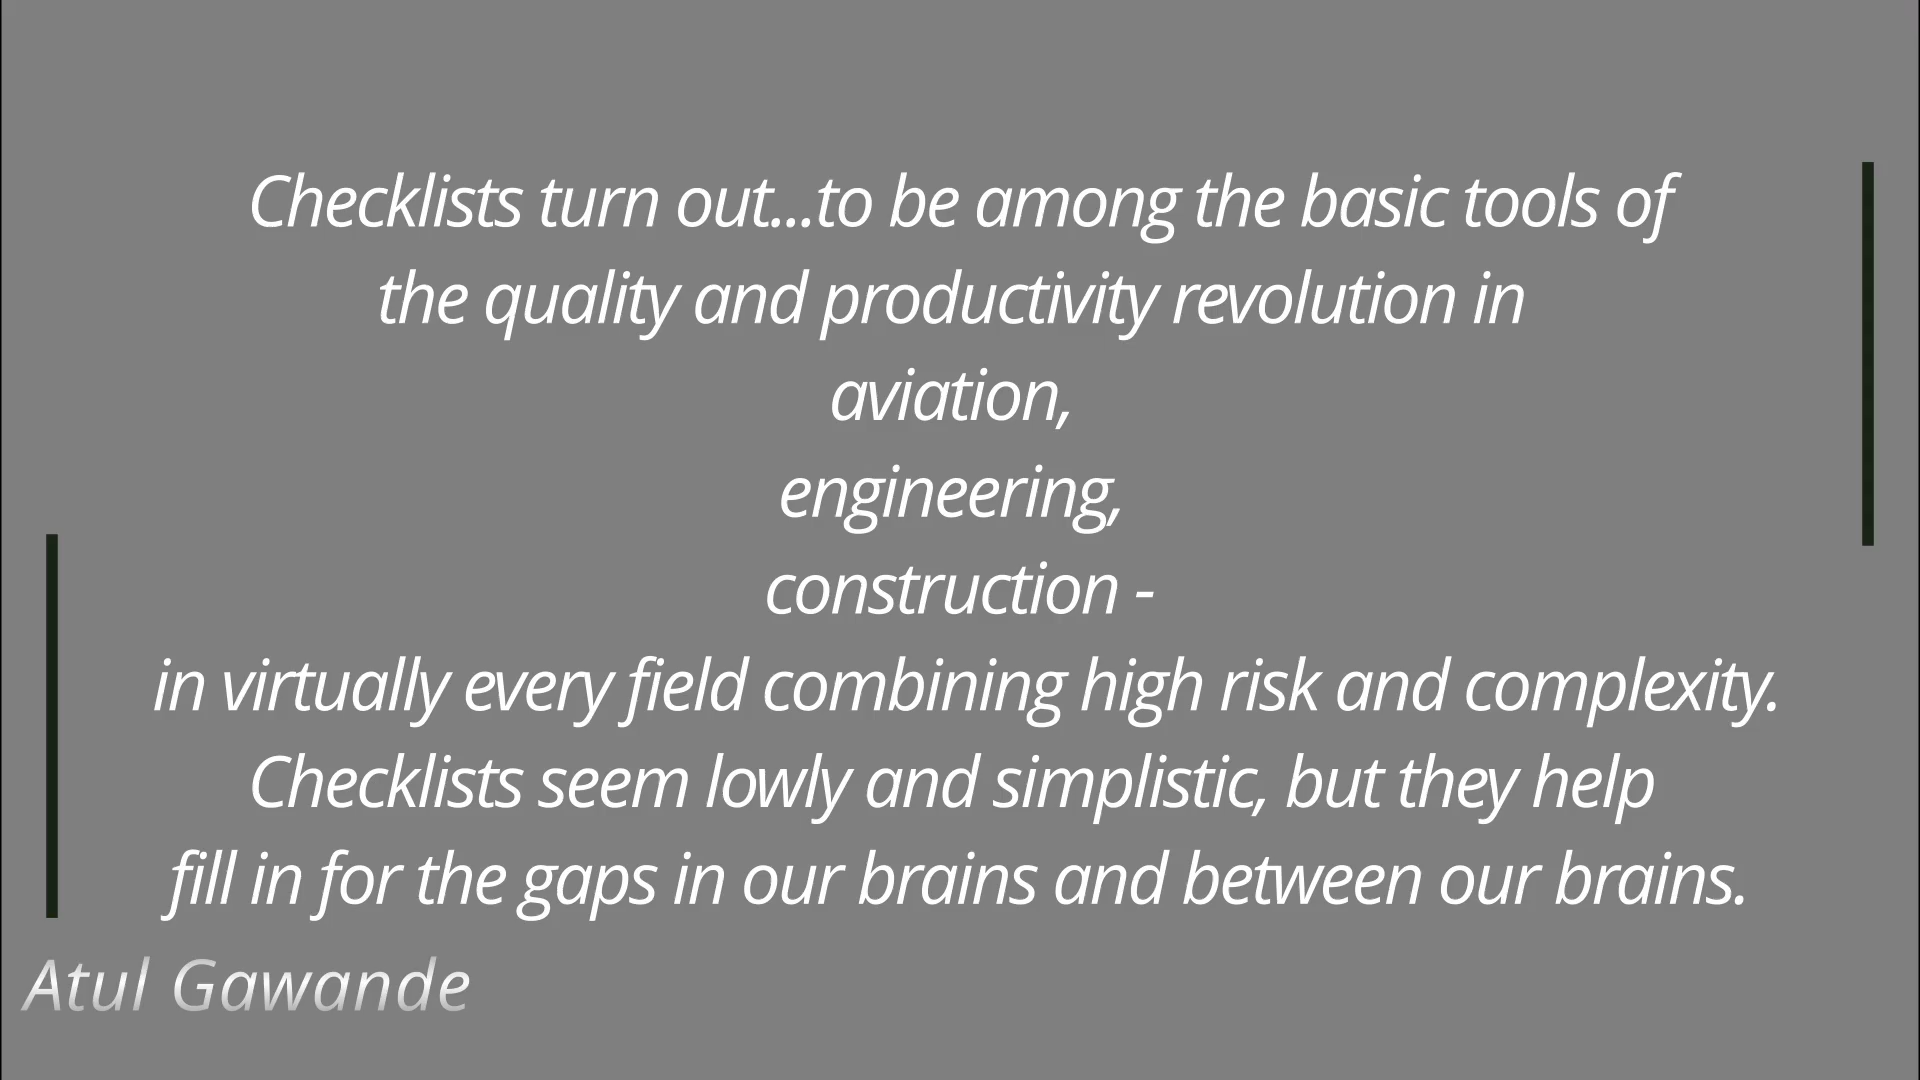 Checklists turn out...to be among the basic tools of
the quality and productivity revolution in
aviation,
engineering,
construction -
in virtually every field combining high risk and complexity.
Checklists seem lowly and simplistic, but they help
fill in for the gaps in our brains and between our brains.
Atul Gawande